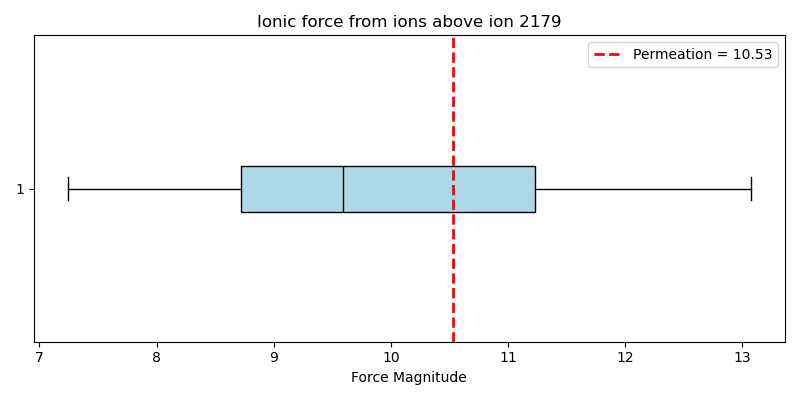 Ionic force from ions above ion 2179
Permeation = 10.53
1
7 8 9 10 11 12 13
Force Magnitude